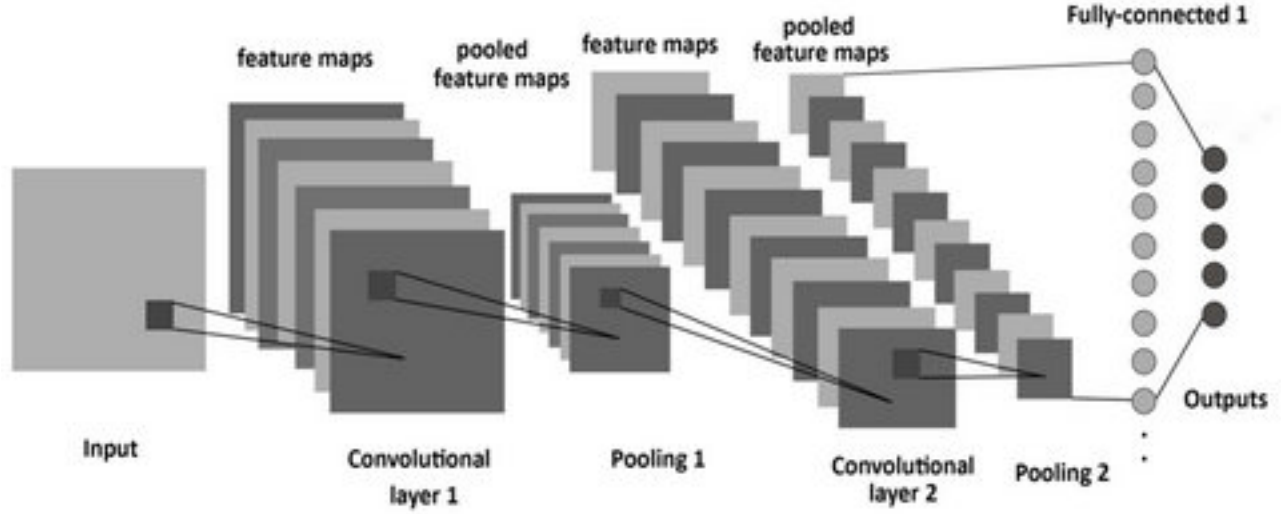 Fully-connected 1
pooled
feature maps
feature maps
pooled
feature maps
feature maps
Outputs
Input
Convolutional
layer 1
Pooling 1
Convolutional
layer 2
Pooling 2